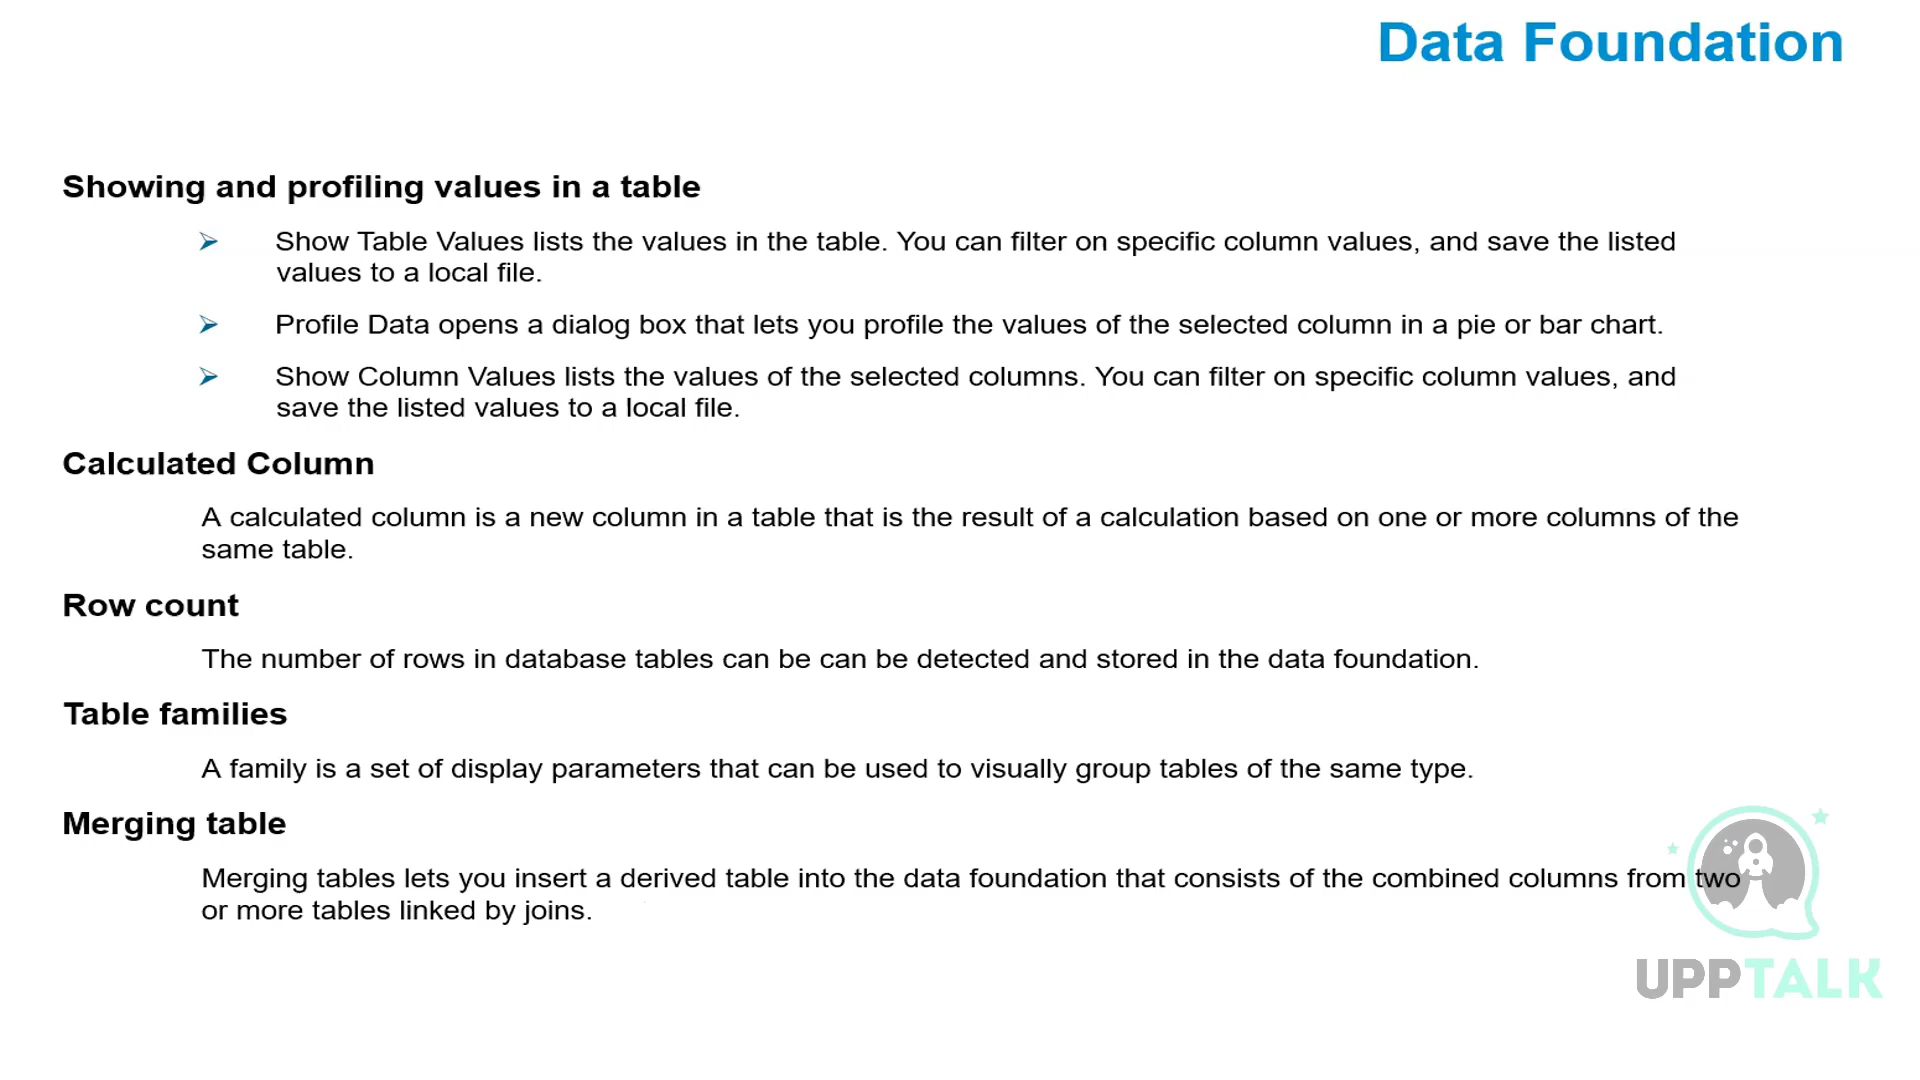 Data Foundation
Showing and profiling values in a table
Show Table Values lists the values in the table. You can filter on specific column values, and save the listed
values to a local file.
Profile Data opens a dialog box that lets you profile the values of the selected column in a pie or bar chart.
Show Column Values lists the values of the selected columns. You can filter on specific column values, and
save the listed values to a local file.
Calculated Column
A calculated column is a new column in a table that is the result of a calculation based on one or more columns of the
same table.
Row count
The number of rows in database tables can be can be detected and stored in the data foundation.
Table families
A family is a set of display parameters that can be used to visually group tables of the same type.
Merging table
Merging tables lets you insert a derived table into the data foundation that consists of the combined columns from two
or more tables linked by joins.
UPPTALK